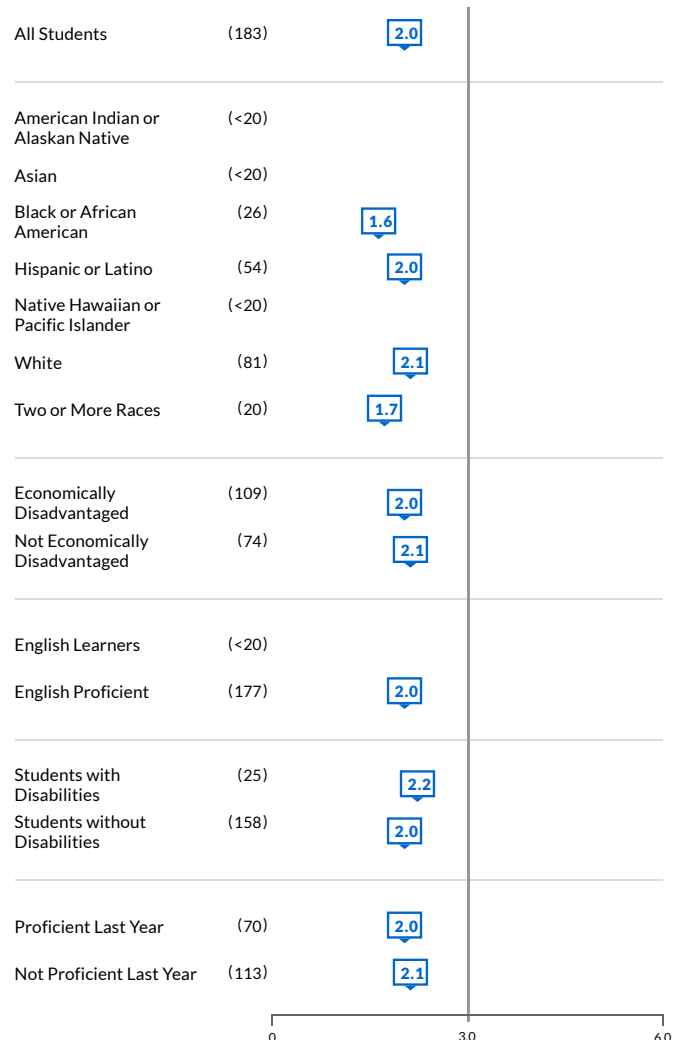 All Students (183) 2.0
American Indian or (<20)
Alaskan Native
Asian (<20)
Black or African (26) 1.6
American
Hispanic or Latino (54) 2.0
Native Hawaiian or (<20)
Pacific Islander
White (81) 2.1
Two or More Races (20) 1.7
Economically (109) 2.0
Disadvantaged
Not Economically (74) 2.1
Disadvantaged
English Learners (<20)
English Proficient (177) 2.0
Students with (25) 2.2
Disabilities
Students without (158) 2.0
Disabilities
Proficient Last Year (70) 2.0
Not Proficient Last Year (113) 2.1
0 3.0 6.0